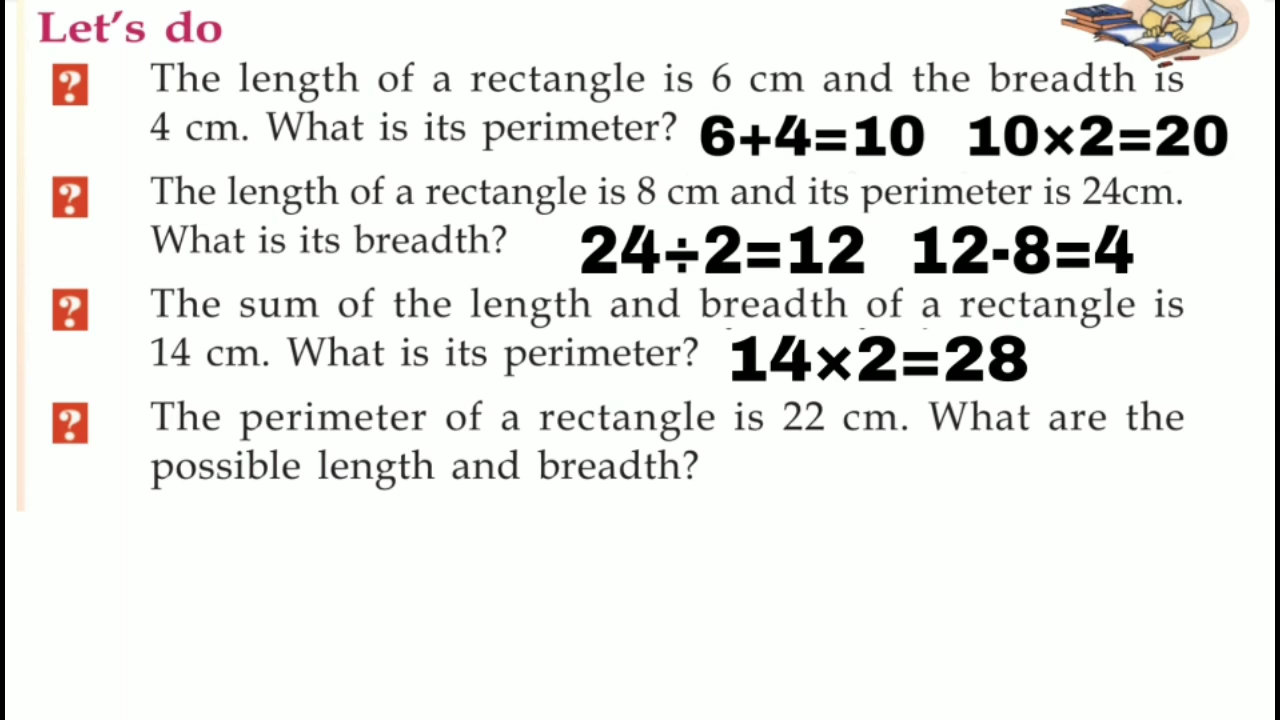 Let's do
? The length of a rectangle is 6 cm and the breadth is
4 cm. What is its perimeter? 6+4=10 10×2=20
? The length of a rectangle is 8 cm and its perimeter is 24cm.
What is its breadth? 24÷2=12 12-8=4
? The sum of the length and breadth of a rectangle is
14 cm. What is its perimeter? 14×2=28
? The perimeter of a rectangle is 22 cm. What are the
possible length and breadth?